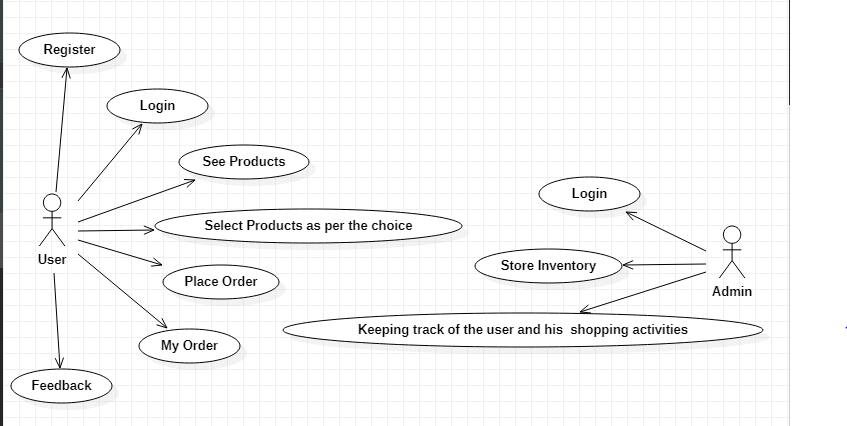 Register
Login
See Products
Login
Select Products as per the choice
User
Store Inventory
Place Order
Admin
Keeping track of the user and his  shopping activities
My Order
Feedback